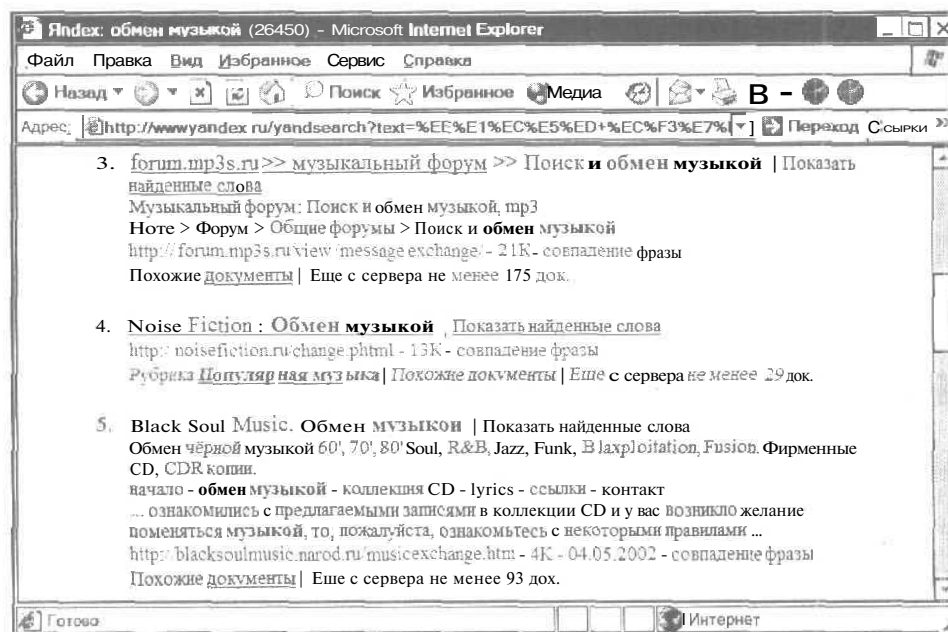 Яndex: обмен музыкой (26450) - Microsoft Internet Explorer
Файл Правка Вид Избранное Сервис Справка
Назад Поиск Избранное Медиа В -
Адрес: http://wwwyandex ru/yandsearch?text=%EE%E1%EC%E5%ED+%EC%F3%E7% Переход Ссырки »
3. forum.mp3s.ru >> музыкальный форум >> Поиск и обмен музыкой | Показать
найденные слова
Музыкальный форум: Поиск и обмен музыкой, mp3
Ноте > Форум > Общие форумы > Поиск и обмен музыкой
http://forum.mp3s.ru/view/message exchange/ - 21K - совпадение фразы
Похожие документы | Еще с сервера не менее 175 док.
4. Noise Fiction : Обмен музыкой , Показать найденные слова
http:/ noisefiction.ru/change.phtml - 13K - совпадение фразы
Рубрика Популярная музыка | Похожие документы | Еше с сервера не менее 29 док.
5. Black Soul Music. Обмен музыкои | Показать найденные слова
Обмен чёрной музыкой 60', 70', 80' Soul, R&B, Jazz, Funk, Blaxploitation, Fusion. Фирменные
CD, CDR копии.
начало - обмен музыкой - коллекция CD - lyrics - ссылки - контакт
... ознакомились с предлагаемыми записями в коллекции CD и у вас возникло желание
поменяться музыкой, то, пожалуйста, ознакомьтесь с некоторыми правилами ...
http:/ blacksoulmusic.narod.ru/musicexchange.htm - 4K - 04.05.2002 - совпадение фразы
Похожие документы | Еше с сервера не менее 93 дох.
Готово Интернет